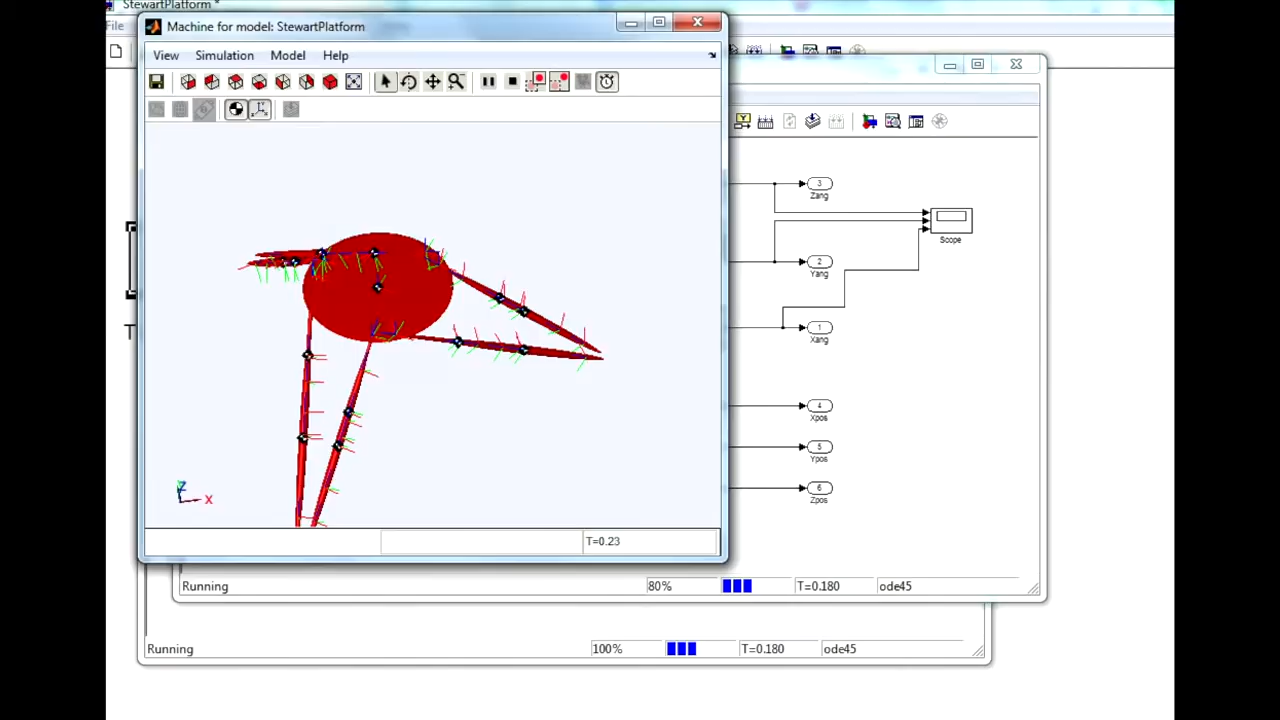 StewartPlatform *
File
Machine for model: StewartPlatform
View Simulation Model Help
3
Zang
Scope
2
Yang
1
Xang
4
Xpos
5
Ypos
6
Zpos
T
Z
X
T=0.23
Running 80% T=0.180 ode45
Running 100% T=0.180 ode45